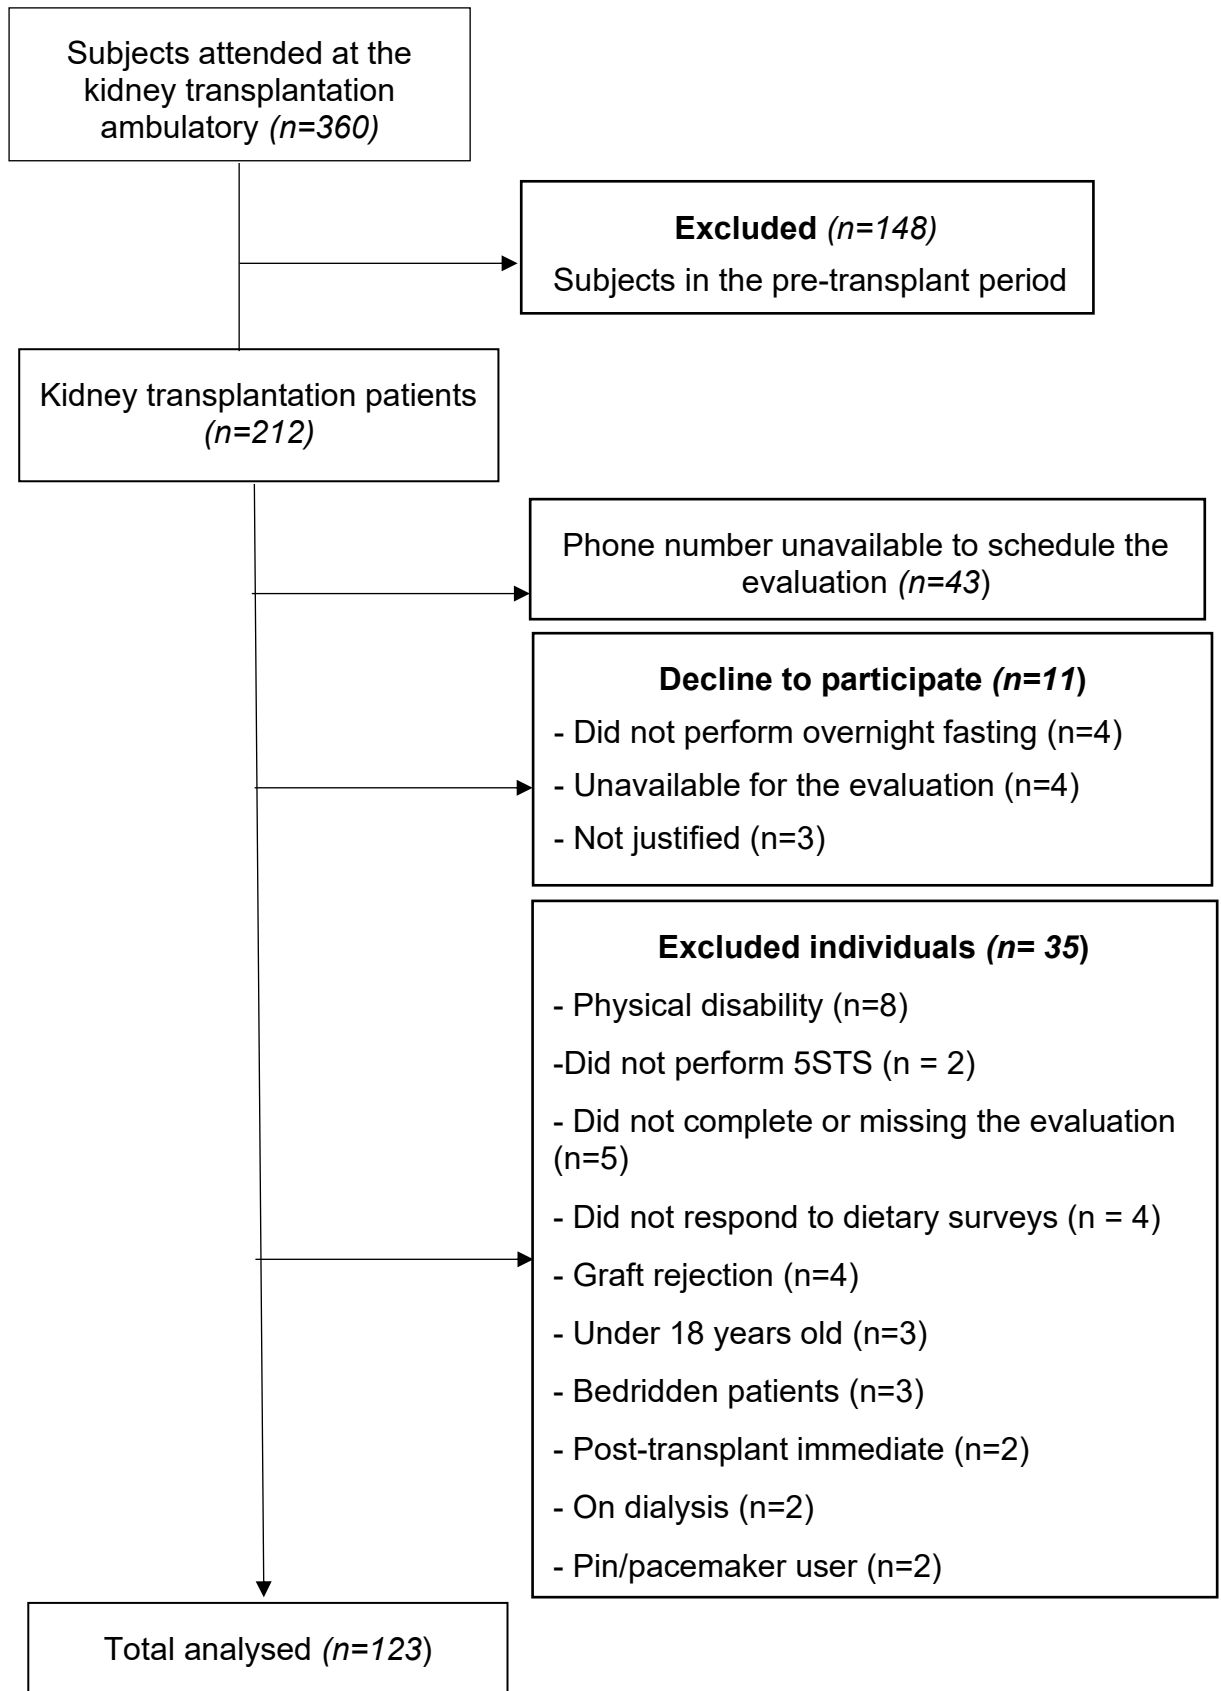 Subjects attended at the
kidney transplantation
ambulatory (n=360)
Excluded (n=148)
Subjects in the pre-transplant period
Kidney transplantation patients
(n=212)
Phone number unavailable to schedule the
evaluation (n=43)
Decline to participate (n=11)
- Did not perform overnight fasting (n=4)
- Unavailable for the evaluation (n=4)
- Not justified (n=3)
Excluded individuals (n= 35)
- Physical disability (n=8)
-Did not perform 5STS (n = 2)
- Did not complete or missing the evaluation
(n=5)
- Did not respond to dietary surveys (n = 4)
- Graft rejection (n=4)
- Under 18 years old (n=3)
- Bedridden patients (n=3)
- Post-transplant immediate (n=2)
- On dialysis (n=2)
- Pin/pacemaker user (n=2)
Total analysed (n=123)